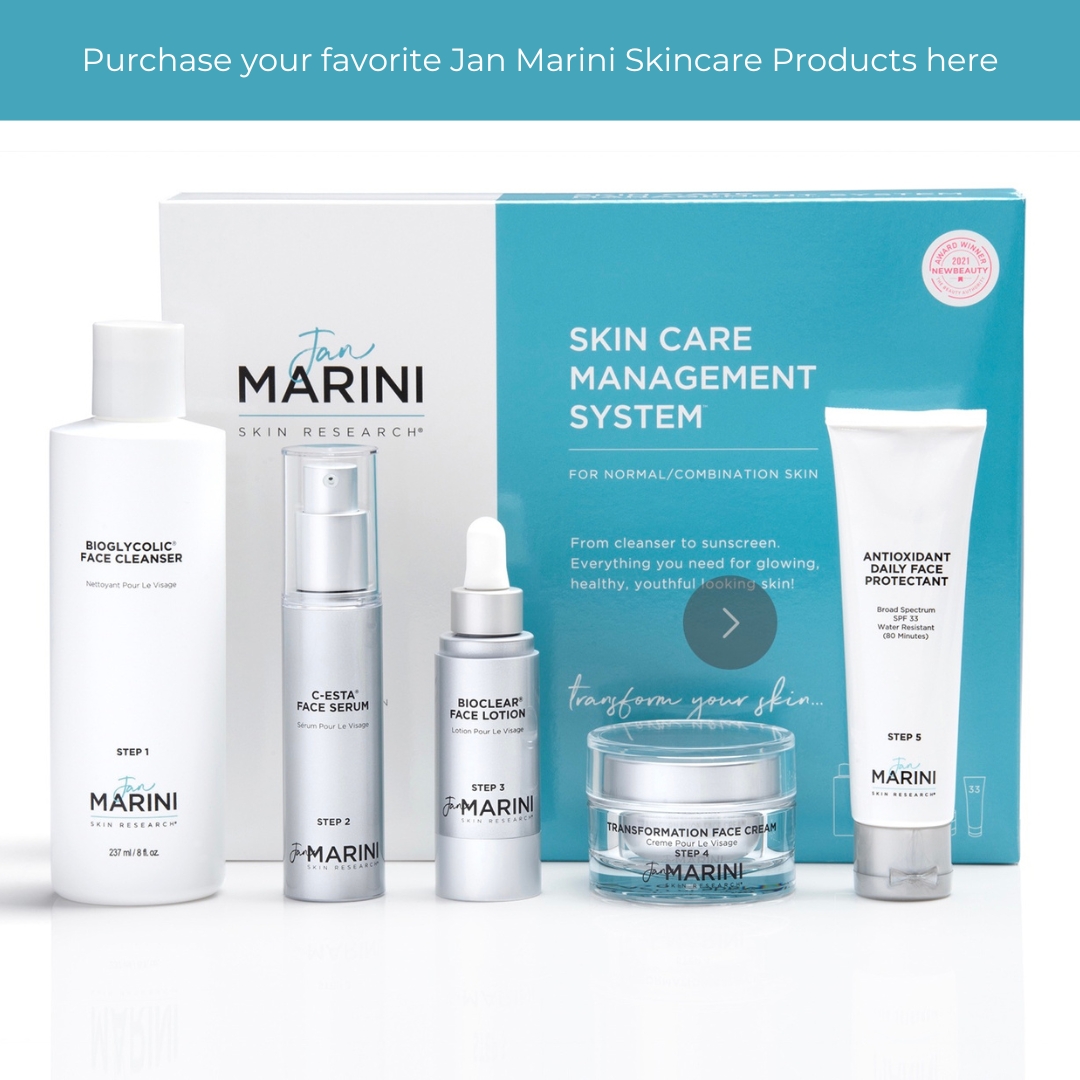 Purchase your favorite Jan Marini Skincare Products here
AWARD WINNER
2021
NEWBEAUTY
Jan
MARINI
SKIN RESEARCH®
SKIN CARE
MANAGEMENT
SYSTEM
FOR NORMAL/COMBINATION SKIN
From cleanser to sunscreen.
Everything you need for glowing,
healthy, youthful looking skin!
transform your skin...
33
BIOGLYCOLIC®
FACE CLEANSER
Nettoyant Pour Le Visage
STEP 1
Jan
MARINI
SKIN RESEARCH®
237 ml / 8 fl. oz.
C-ESTA®
FACE SERUM
Sérum Pour Le Visage
STEP 2
Jan MARINI
SKIN RESEARCH®
BIOCLEAR®
FACE LOTION
Lotion Pour Le Visage
STEP 3
Jan MARINI
SKIN RESEARCH®
TRANSFORMATION FACE CREAM
Creme Pour Le Visage
STEP 4
Jan MARINI
SKIN RESEARCH®
ANTIOXIDANT
DAILY FACE
PROTECTANT
Broad Spectrum
SPF 33
Water Resistant
(80 Minutes)
STEP 5
Jan
MARINI
SKIN RESEARCH®